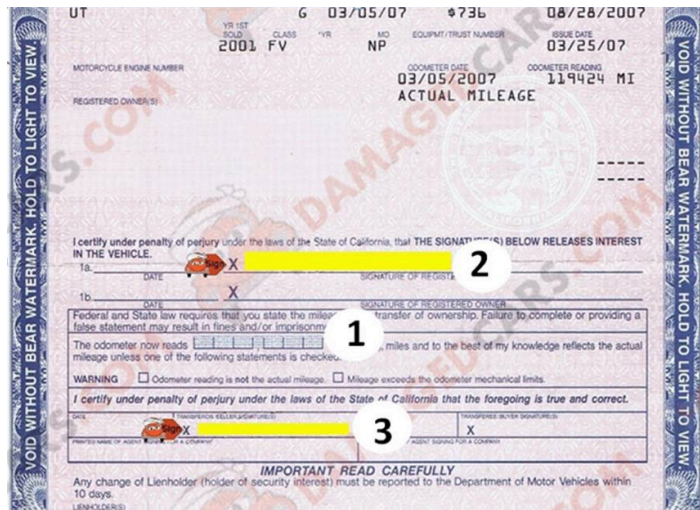 UT G 03/05/07 $736 08/28/2007
YR 1ST SOLD CLASS *YR MO EQUIPMT/TRUST NUMBER ISSUE DATE
2001 FV NP 03/25/07
MOTORCYCLE ENGINE NUMBER ODOMETER DATE ODOMETER READING
03/05/2007 119424 MI
ACTUAL MILEAGE
REGISTERED OWNER(S)
I certify under penalty of perjury under the laws of the State of California, that THE SIGNATURE(S) BELOW RELEASES INTEREST
IN THE VEHICLE.
1a. Sign X 2
DATE SIGNATURE OF
1b. X
DATE SIGNATURE OF REGISTERED OWNER
Federal and State law requires that you state the transfer of ownership. Failure to complete or providing a
false statement may result in fines and/or
1
The odometer now reads miles and to the best of my knowledge reflects the actual
mileage unless one of the following statements is
WARNING Odometer reading is not the actual mileage. Mileage exceeds the odometer mechanical limits.
I certify under penalty of perjury under the laws of the State of California that the foregoing is true and correct.
DATE TRANSFEROR/SELLER SIGNATURE(S) TRANSFEREE/BUYER SIGNATURE(S)
Sign X 3 X
PRINTED NAME OF AGENT FOR A COMPANY AGENT SIGNING FOR A COMPANY
IMPORTANT READ CAREFULLY
Any change of Lienholder (holder of security interest) must be reported to the Department of Motor Vehicles within
10 days.
LIENHOLDER(S)
VOID WITHOUT BEAR WATERMARK. HOLD TO LIGHT TO VIEW.
VOID WITHOUT BEAR WATERMARK. HOLD TO LIGHT TO VIEW.
DAMAGEDCARS.COM